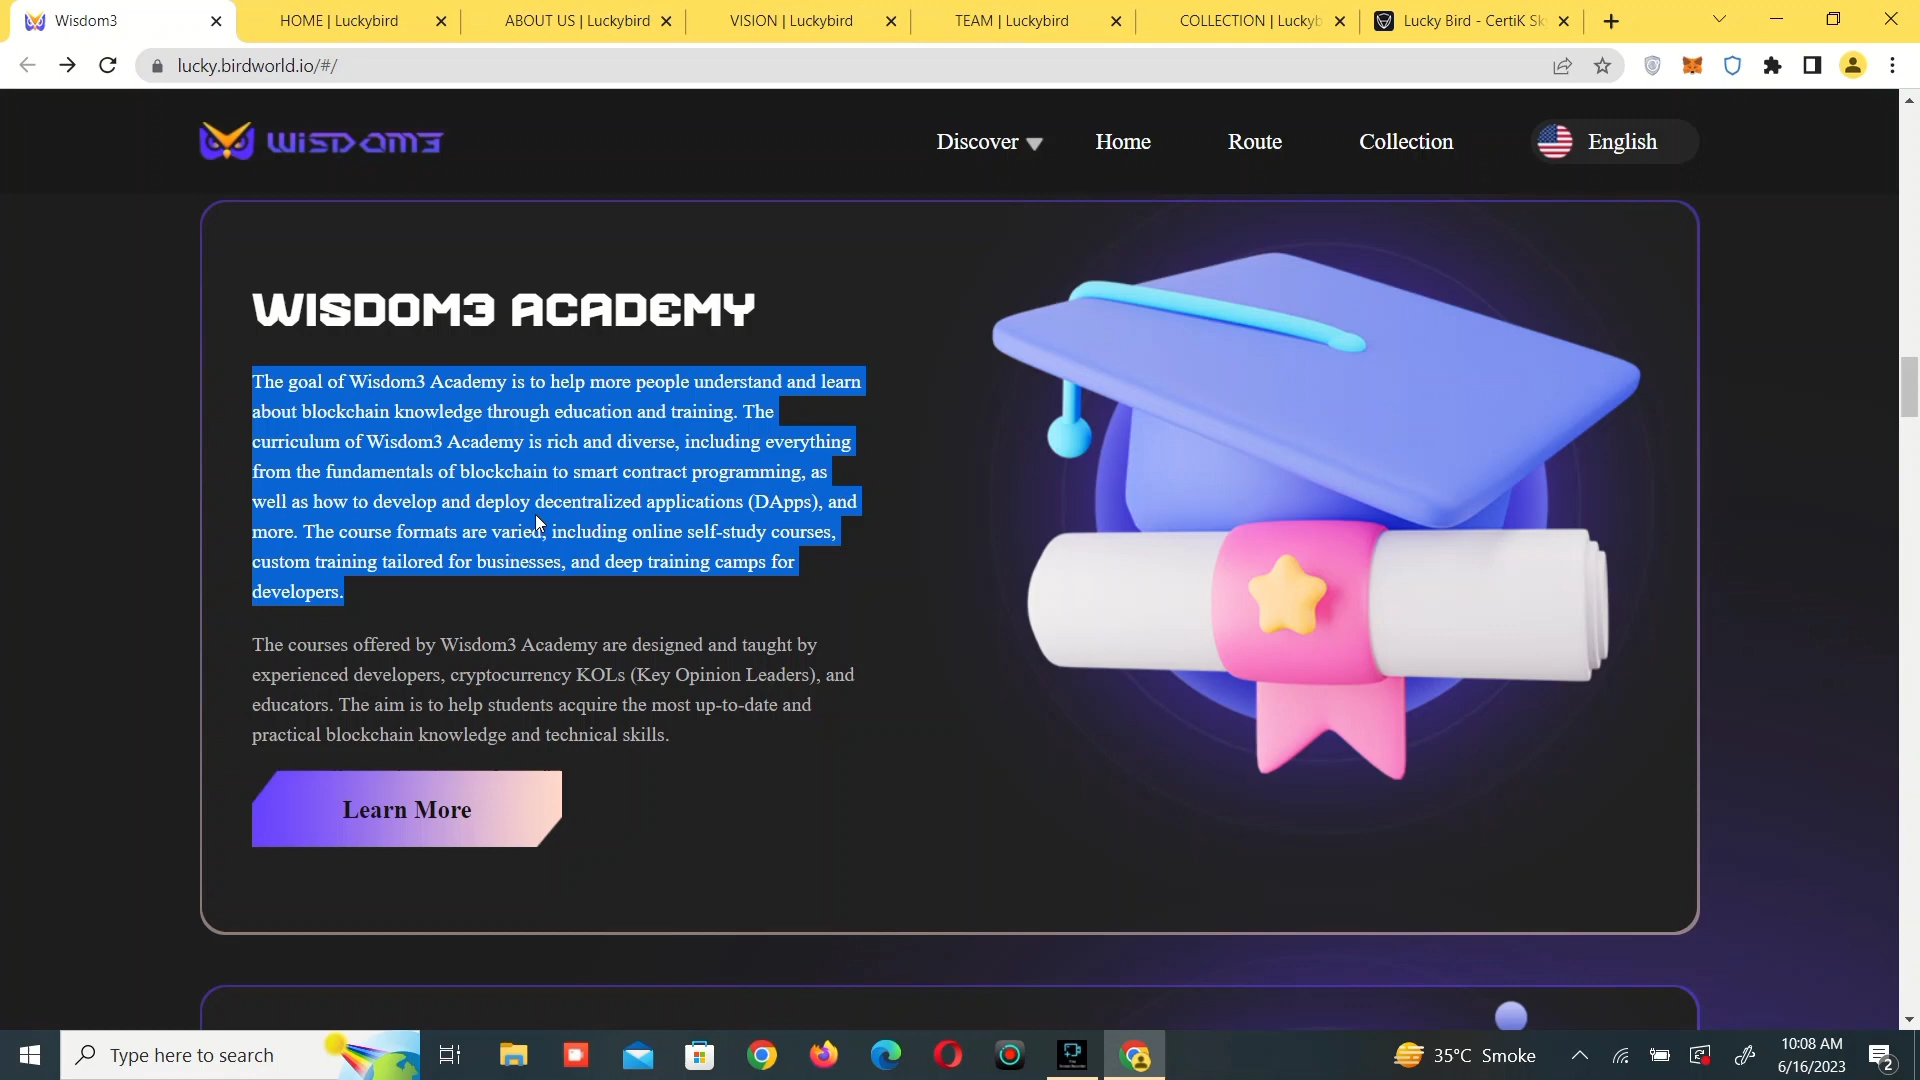 Wisdom3
HOME | Luckybird
ABOUT US | Luckybird
VISION | Luckybird
TEAM | Luckybird
COLLECTION | Luckyb
Lucky Bird - CertiK Sk
lucky.birdworld.io/#/
WISDOM3
Discover
Home
Route
Collection
English
WISDOM3 ACADEMY
The goal of Wisdom3 Academy is to help more people understand and learn
about blockchain knowledge through education and training. The
curriculum of Wisdom3 Academy is rich and diverse, including everything
from the fundamentals of blockchain to smart contract programming, as
well as how to develop and deploy decentralized applications (DApps), and
more. The course formats are varied, including online self-study courses,
custom training tailored for businesses, and deep training camps for
developers.
The courses offered by Wisdom3 Academy are designed and taught by
experienced developers, cryptocurrency KOLs (Key Opinion Leaders), and
educators. The aim is to help students acquire the most up-to-date and
practical blockchain knowledge and technical skills.
Learn More
Type here to search
35°C Smoke
10:08 AM
6/16/2023
2